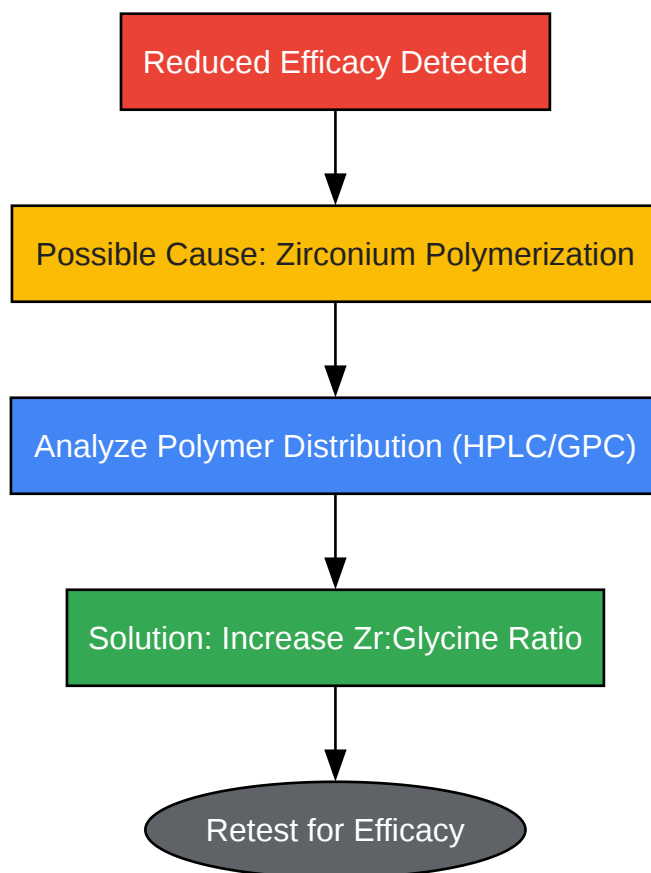 Reduced Efficacy Detected
Possible Cause: Zirconium Polymerization
Analyze Polymer Distribution (HPLC/GPC)
Solution: Increase Zr:Glycine Ratio
Retest for Efficacy